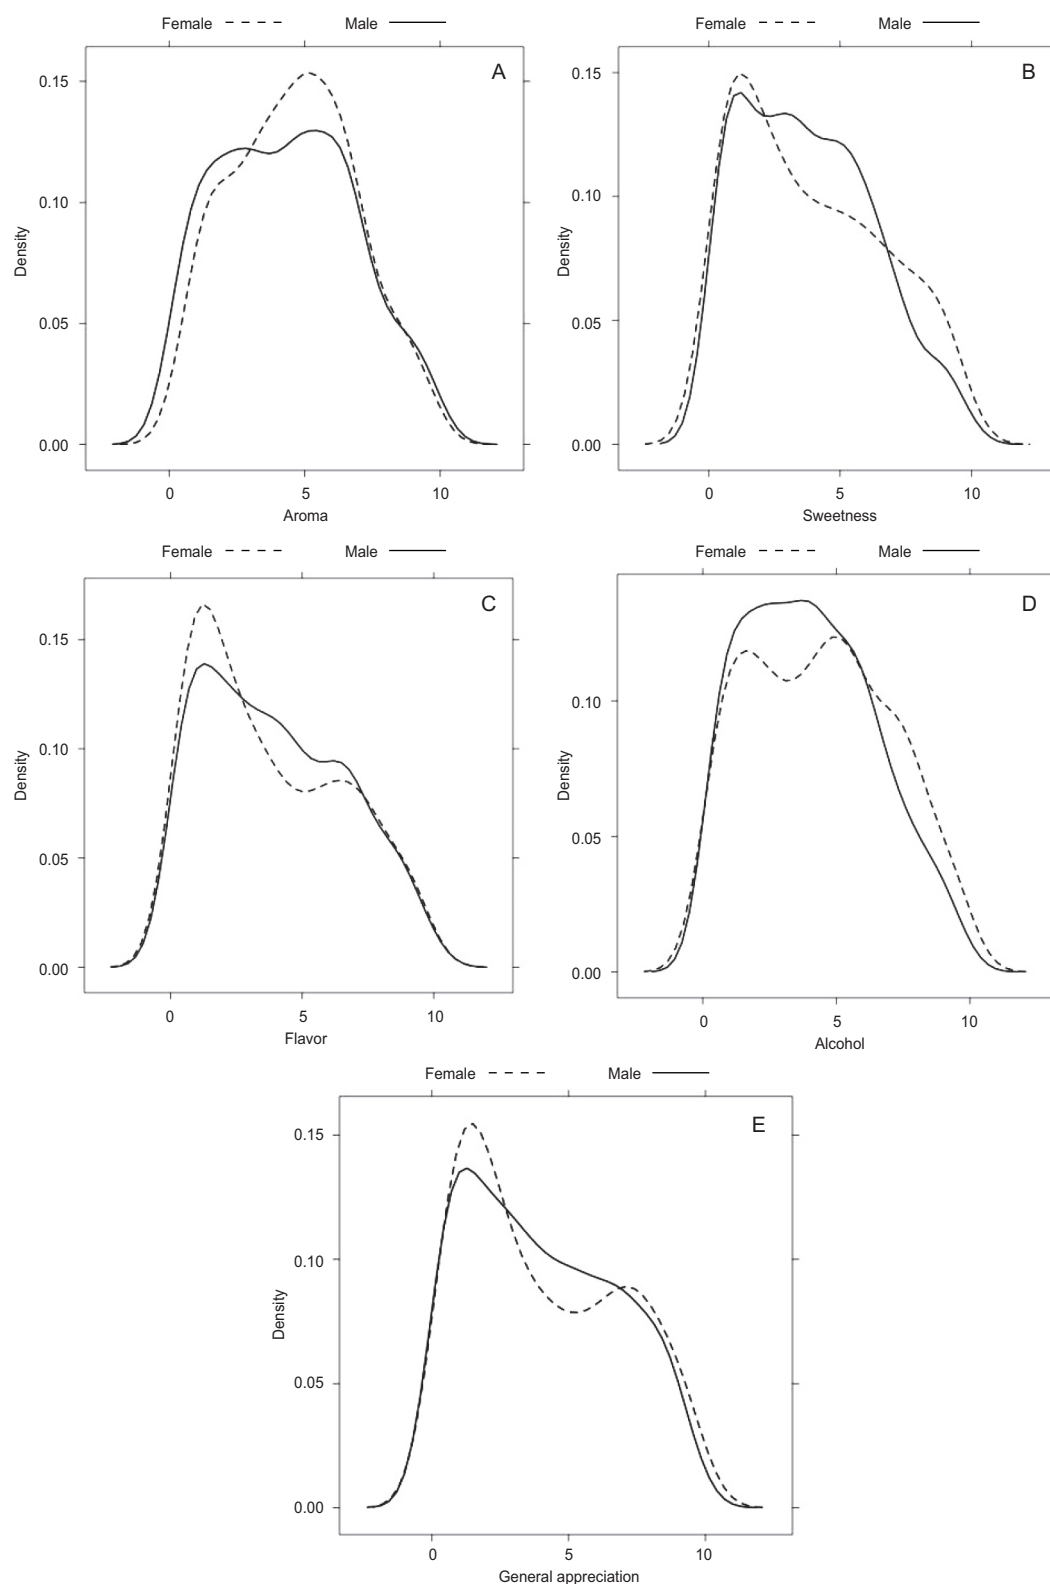 Female Male Female Male
A B
0.15 0.15
0.10 0.10
Density Density
0.05 0.05
0.00 0.00
0 5 10 0 5 10
Aroma Sweetness
Female Male Female Male
C D
0.15
0.10 0.10
Density Density
0.05 0.05
0.00 0.00
0 5 10 0 5 10
Flavor Alcohol
Female Male
E
0.15
0.10
Density
0.05
0.00
0 5 10
General appreciation